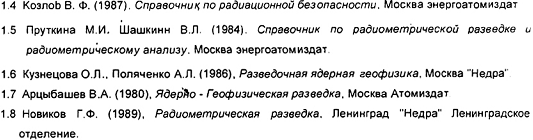 1.4 Козлов В. Ф. (1987). Справочник по радиационной безопасности, Москва энергоатомиздат
1.5 Пруткина М.И. Шашкинн В.Л. (1984). Справочник по радиометрической разведке и
радиометрическому анализу, Москва энергоатомиздат.
1.6 Кузнецова О.Л., Поляченко А.Л. (1986), Разведочная ядерная геофизика, Москва "Недра"
1.7 Арцыбашев В.А. (1980), Ядерно - Геофизическая разведка, Москва Атомиздат
1.8 Новиков Г.Ф. (1989), Радиометрическая разведка. Ленинград "Недра" Ленинградское
отделение.